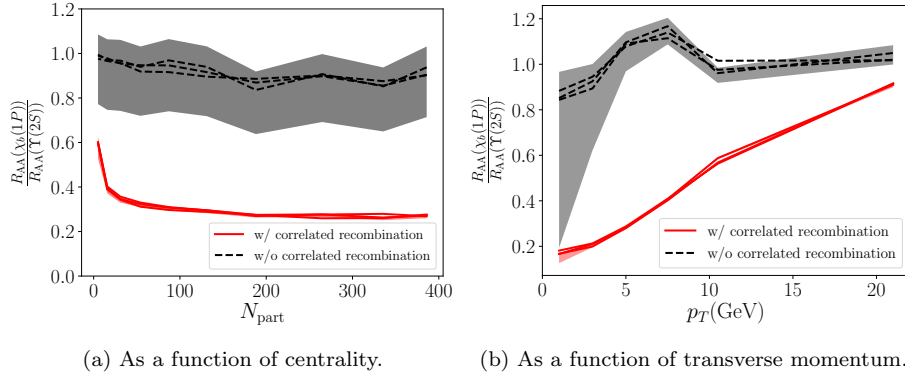 R_AA(χ_b(1P))
R_AA(Υ(2S))
1.2
1.0
0.8
0.6
0.4
0.2
0.0
w/ correlated recombination
w/o correlated recombination
0
100
200
300
400
N_part
(a) As a function of centrality.
R_AA(χ_b(1P))
R_AA(Υ(2S))
1.2
1.0
0.8
0.6
0.4
0.2
w/ correlated recombination
w/o correlated recombination
0
5
10
15
20
p_T(GeV)
(b) As a function of transverse momentum.